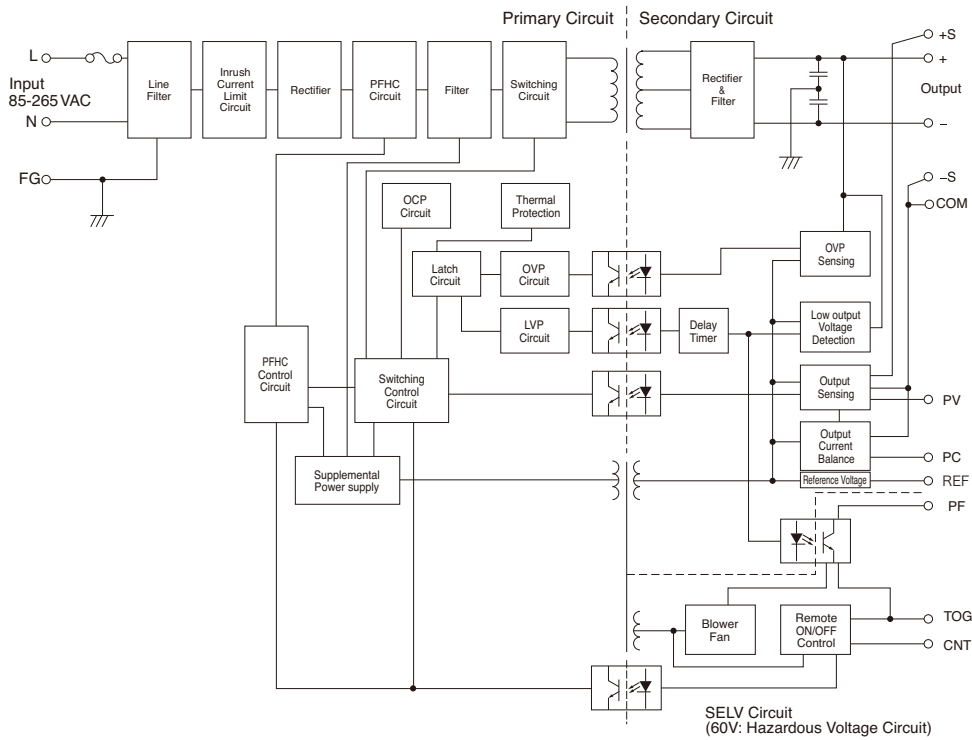 Primary Circuit
Secondary Circuit
L
Input
85-265 VAC
N
FG
Line
Filter
Inrush
Current
Limit
Circuit
Rectifier
PFHC
Circuit
Filter
Switching
Circuit
Rectifier
&
Filter
+S
+
Output
–
–S
COM
OCP
Circuit
Thermal
Protection
Latch
Circuit
OVP
Circuit
OVP
Sensing
LVP
Circuit
Delay
Timer
Low output
Voltage
Detection
PFHC
Control
Circuit
Switching
Control
Circuit
Output
Sensing
PV
Output
Current
Balance
PC
Supplemental
Power supply
Reference Voltage
REF
PF
Blower
Fan
Remote
ON/OFF
Control
TOG
CNT
SELV Circuit
(60V: Hazardous Voltage Circuit)